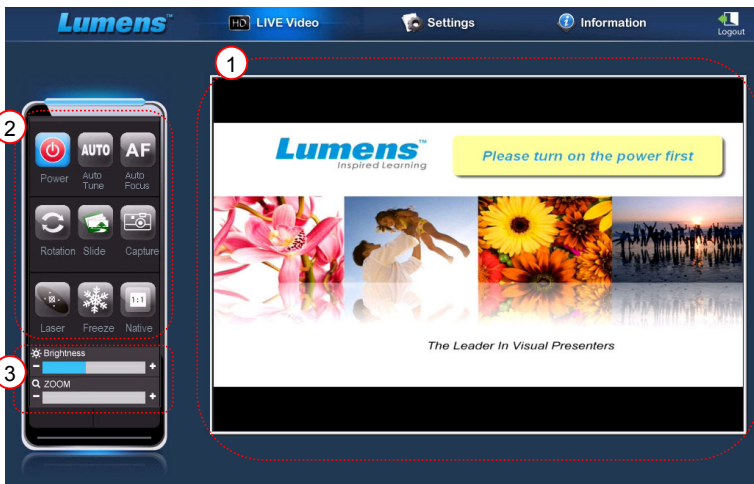 Lumens™
HD LIVE Video
Settings
Information
Logout
1
2
Power
AUTO
Auto
Tune
AF
Auto
Focus
Rotation
Slide
Capture
Laser
Freeze
1:1
Native
3
Brightness
- +
ZOOM
- +
Lumens™
Inspired Learning
Please turn on the power first
The Leader In Visual Presenters